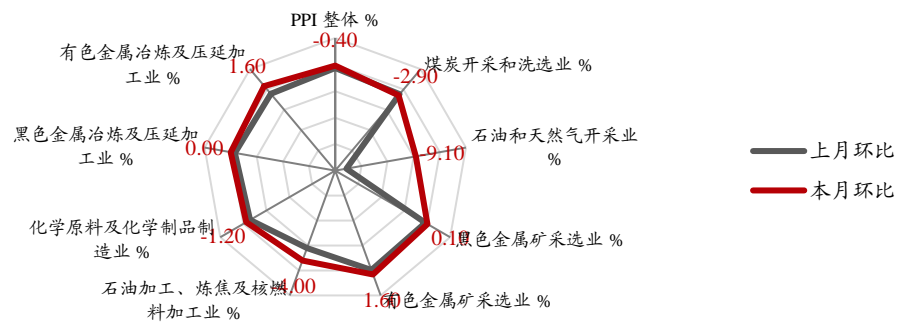 PPI 整体 %
-0.40
煤炭开采和洗选业 %
-2.90
石油和天然气开采业
%
-9.10
黑色金属矿采选业 %
0.10
有色金属矿采选业 %
1.60
石油加工、炼焦及核燃
料加工业 %
-4.00
化学原料及化学制品制
造业 %
-1.20
黑色金属冶炼及压延加
工业 %
0.00
有色金属冶炼及压延加
工业 %
1.60
上月环比
本月环比